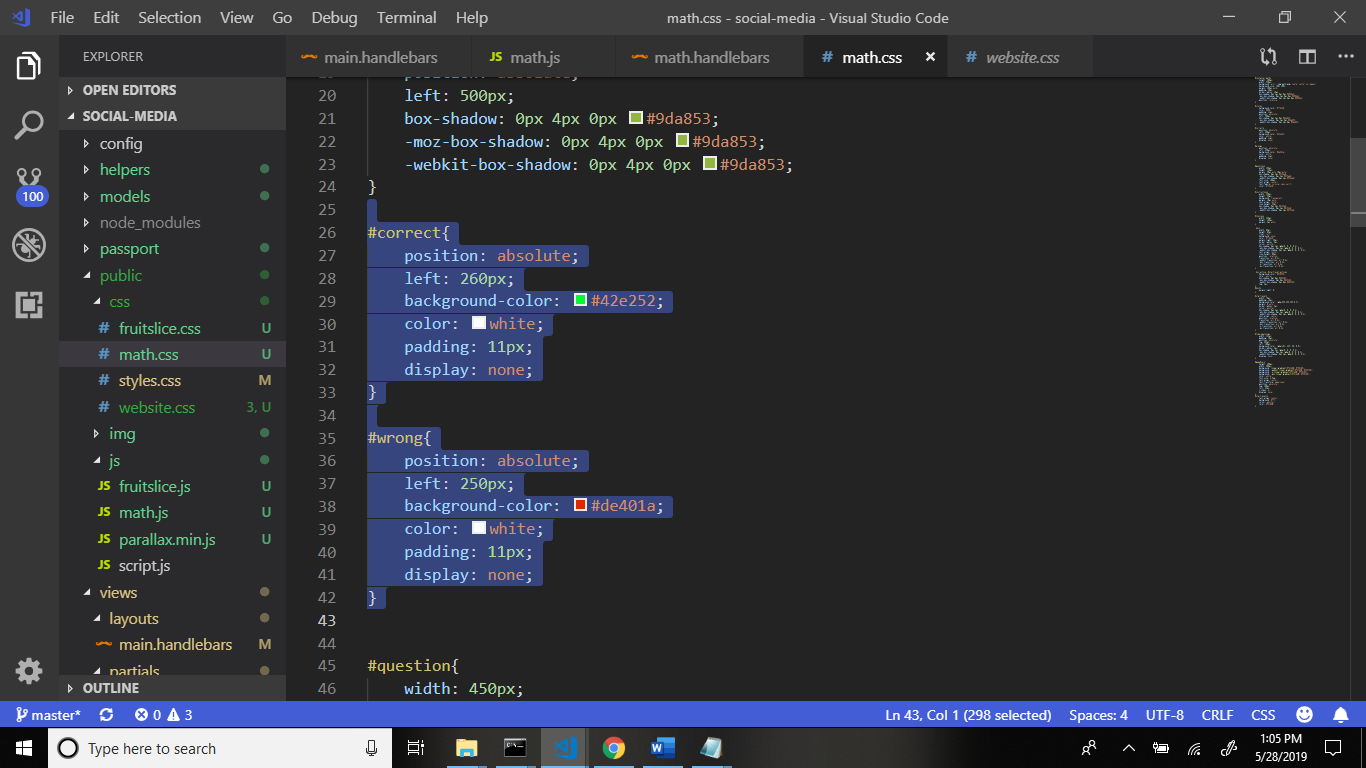 File Edit Selection View Go Debug Terminal Help
math.css - social-media - Visual Studio Code
EXPLORER
OPEN EDITORS
SOCIAL-MEDIA
config
helpers
models
node_modules
passport
public
css
# fruitslice.css U
# math.css U
# styles.css M
# website.css 3, U
img
js
JS fruitslice.js U
JS math.js U
JS parallax.min.js U
JS script.js
views
layouts
main.handlebars M
partials
OUTLINE
100
main.handlebars JS math.js math.handlebars # math.css # website.css
20 left: 500px;
21 box-shadow: 0px 4px 0px #9da853;
22 -moz-box-shadow: 0px 4px 0px #9da853;
23 -webkit-box-shadow: 0px 4px 0px #9da853;
24 }
25
26 #correct{
27 position: absolute;
28 left: 260px;
29 background-color: #42e252;
30 color: white;
31 padding: 11px;
32 display: none;
33 }
34
35 #wrong{
36 position: absolute;
37 left: 250px;
38 background-color: #de401a;
39 color: white;
40 padding: 11px;
41 display: none;
42 }
43
44
45 #question{
46 width: 450px;
master* 0 3 Ln 43, Col 1 (298 selected) Spaces: 4 UTF-8 CRLF CSS
Type here to search
1:05 PM
5/28/2019